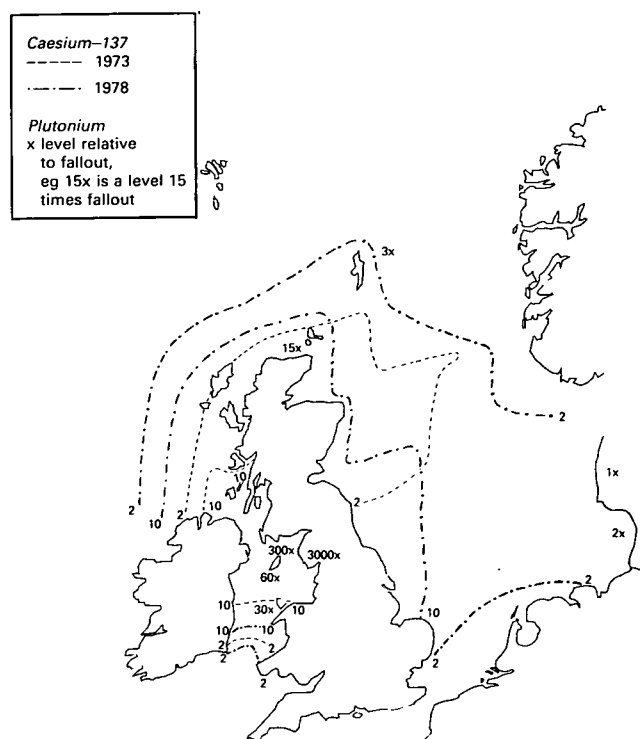 Caesium–137
------ 1973
—·—·— 1978
Plutonium
x level relative
to fallout,
eg 15x is a level 15
times fallout
3x
15x
2
10
1x
10
2
2x
2
10
2
10
300x
3000x
60x
2
10
30x
10
10
10
10
2
2
2
2
2